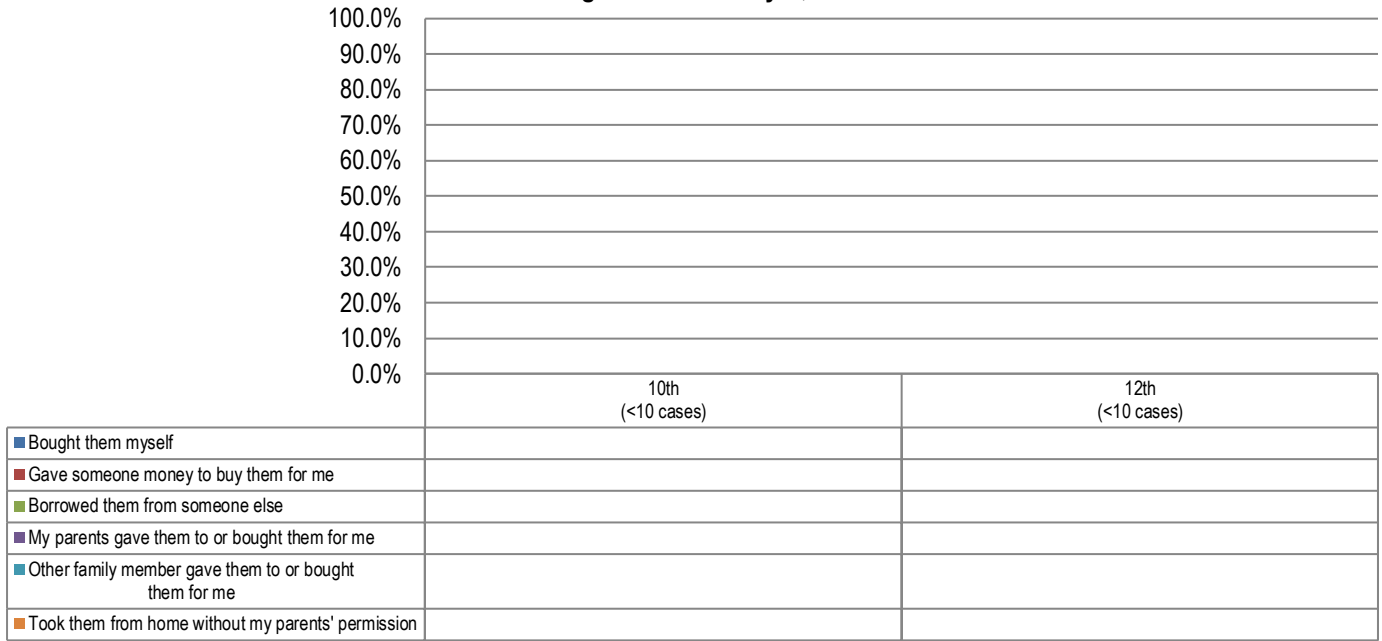 100.0%
90.0%
80.0%
70.0%
60.0%
50.0%
40.0%
30.0%
20.0%
10.0%
0.0%
10th
(<10 cases)
12th
(<10 cases)
Bought them myself
Gave someone money to buy them for me
Borrowed them from someone else
My parents gave them to or bought them for me
Other family member gave them to or bought
them for me
Took them from home without my parents' permission